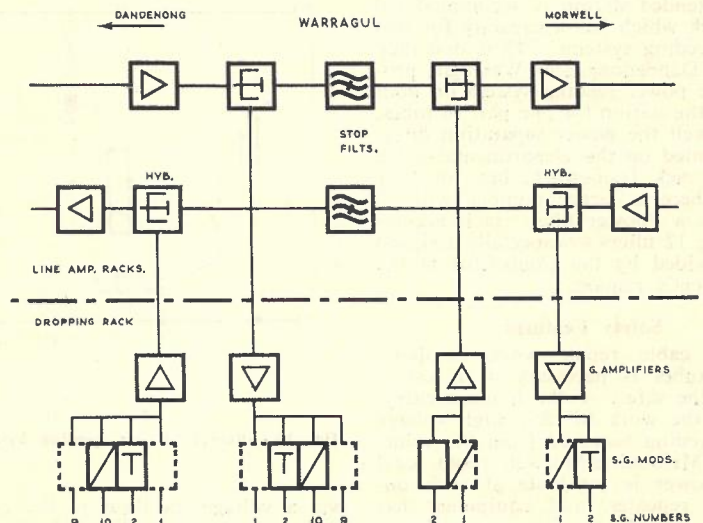 DANDENONG WARRAGUL MORWELL
STOP
FILTS.
HYB. HYB.
LINE AMP. RACKS.
DROPPING RACK
G. AMPLIFIERS
S.G. MODS.
9 10 2 1 1 2 10 9 2 1 1 2 S.G. NUMBERS